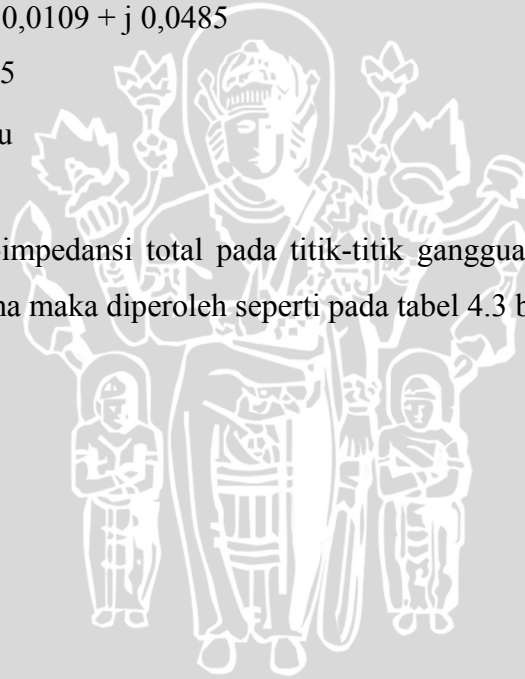 0,0109 + j 0,0485
5
u
impedansi total pada titik-titik ganggua
na maka diperoleh seperti pada tabel 4.3 b